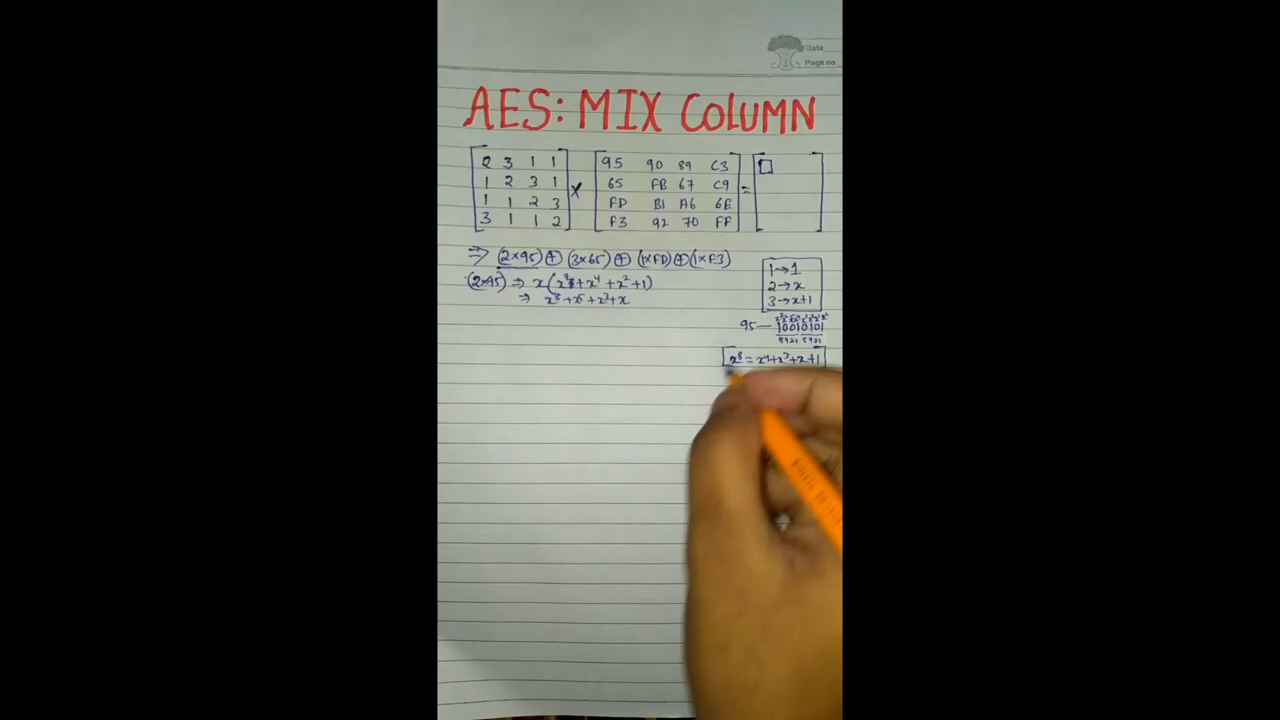 Date
Page no.
AES: MIX COLUMN
2 3 1 1 95 90 89 C3
1 2 3 1 × 65 FB 67 C9 =
1 1 2 3 FD B1 A6 6E
3 1 1 2 F3 92 70 FF
⇒ (2×95) ⊕ (3×65) ⊕ (1×FD) ⊕ (1×F3)
(2×95) ⇒ x(x⁷+x⁴+x²+1)
⇒ x⁸+x⁵+x³+x
1→1
2→x
3→x+1
95 — 10010101
8421 8421
x⁸ = x⁴+x³+x+1